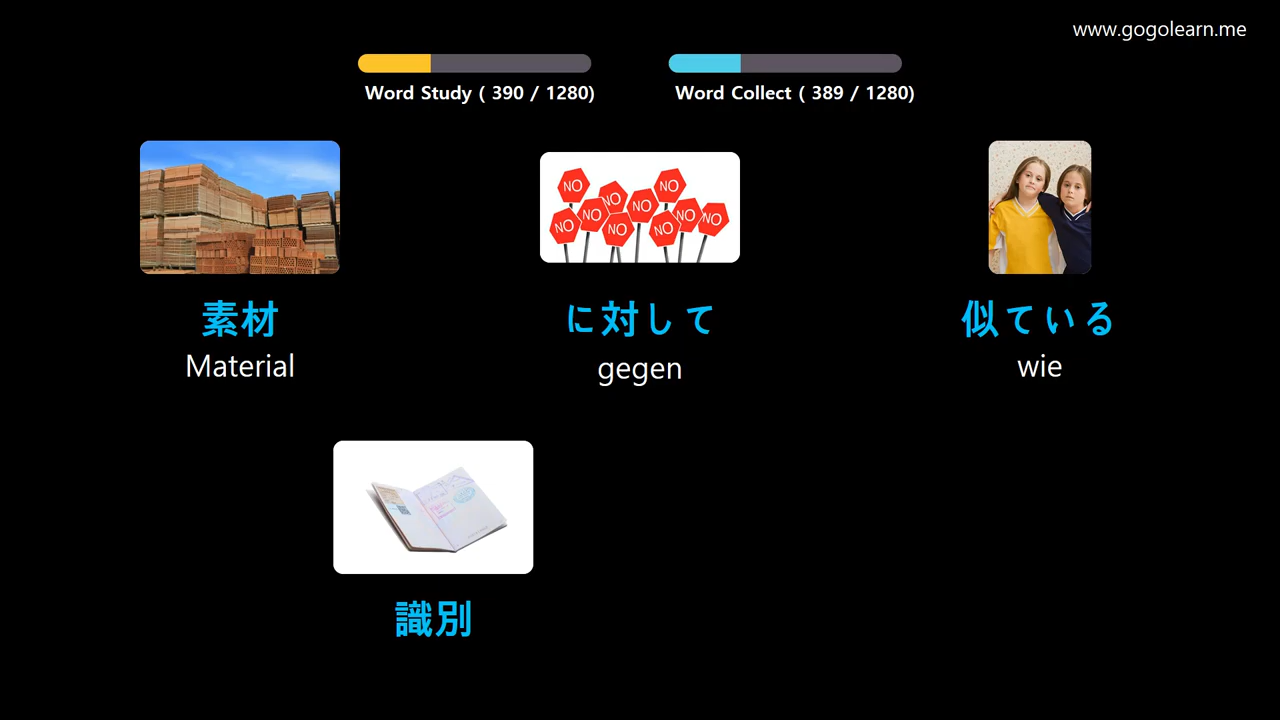 www.gogolearn.me
Word Study ( 390 / 1280)
Word Collect ( 389 / 1280)
NO
NO
NO
NO
NO
NO
NO
NO
NO
NO
素材
に対して
似ている
Material
gegen
wie
識別